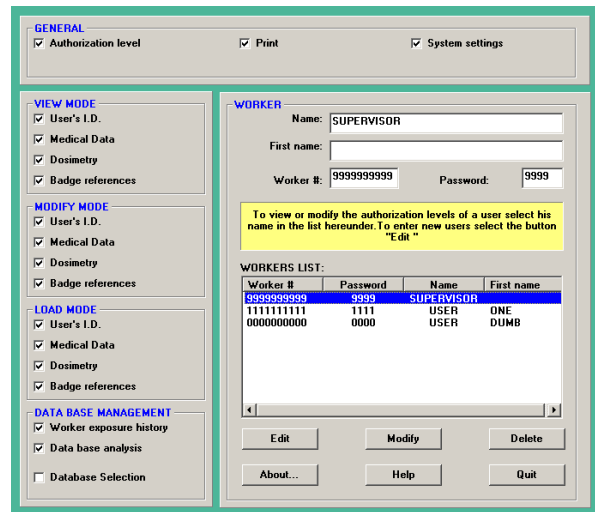 GENERAL
Authorization level Print System settings
VIEW MODE
User's I.D.
Medical Data
Dosimetry
Badge references
MODIFY MODE
User's I.D.
Medical Data
Dosimetry
Badge references
LOAD MODE
User's I.D.
Medical Data
Dosimetry
Badge references
DATA BASE MANAGEMENT
Worker exposure history
Data base analysis
Database Selection
WORKER
Name: SUPERVISOR
First name:
Worker #: 9999999999 Password: 9999
To view or modify the authorization levels of a user select his
name in the list hereunder.To enter new users select the button
"Edit "
WORKERS LIST:
Worker # Password Name First name
9999999999 9999 SUPERVISOR
1111111111 1111 USER ONE
0000000000 0000 USER DUMB
Edit Modify Delete
About... Help Quit